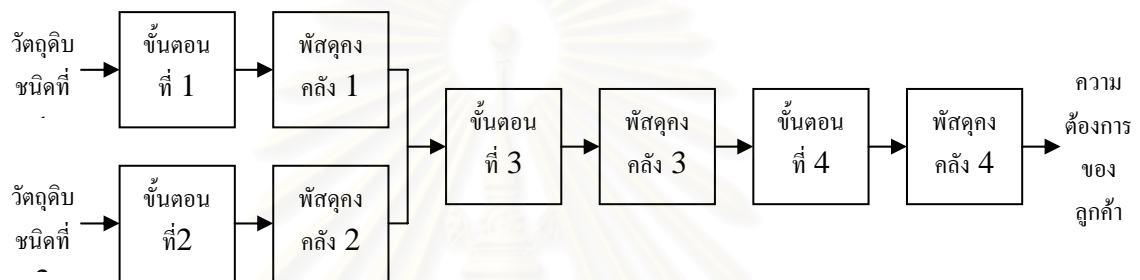 วัตถุดิบ
ชนิดที่
ขั้นตอน
ที่ 1
พัสดุคง
คลัง 1
วัตถุดิบ
ชนิดที่
ขั้นตอน
ที่2
พัสดุคง
คลัง 2
ขั้นตอน
ที่ 3
พัสดุคง
คลัง 3
ขั้นตอน
ที่ 4
พัสดุคง
คลัง 4
ความ
ต้องการ
ของ
ลูกค้า